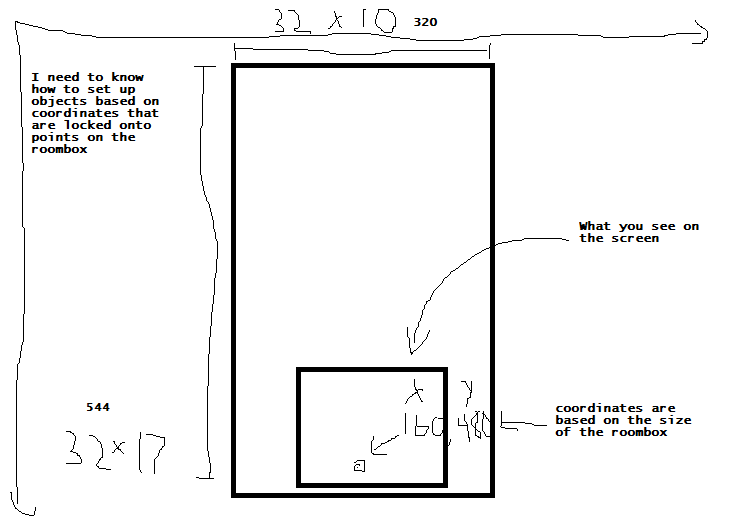 32 x 10 320
I need to know
how to set up
objects based on
coordinates that
are locked onto
points on the
roombox
What you see on
the screen
x y
160,480
a
544
32x17
coordinates are
based on the size
of the roombox